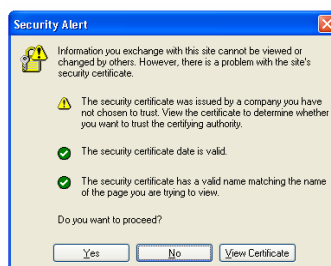 Security Alert
Information you exchange with this site cannot be viewed or
changed by others. However, there is a problem with the site's
security certificate.
The security certificate was issued by a company you have
not chosen to trust. View the certificate to determine whether
you want to trust the certifying authority.
The security certificate date is valid.
The security certificate has a valid name matching the name
of the page you are trying to view.
Do you want to proceed?
Yes
No
View Certificate